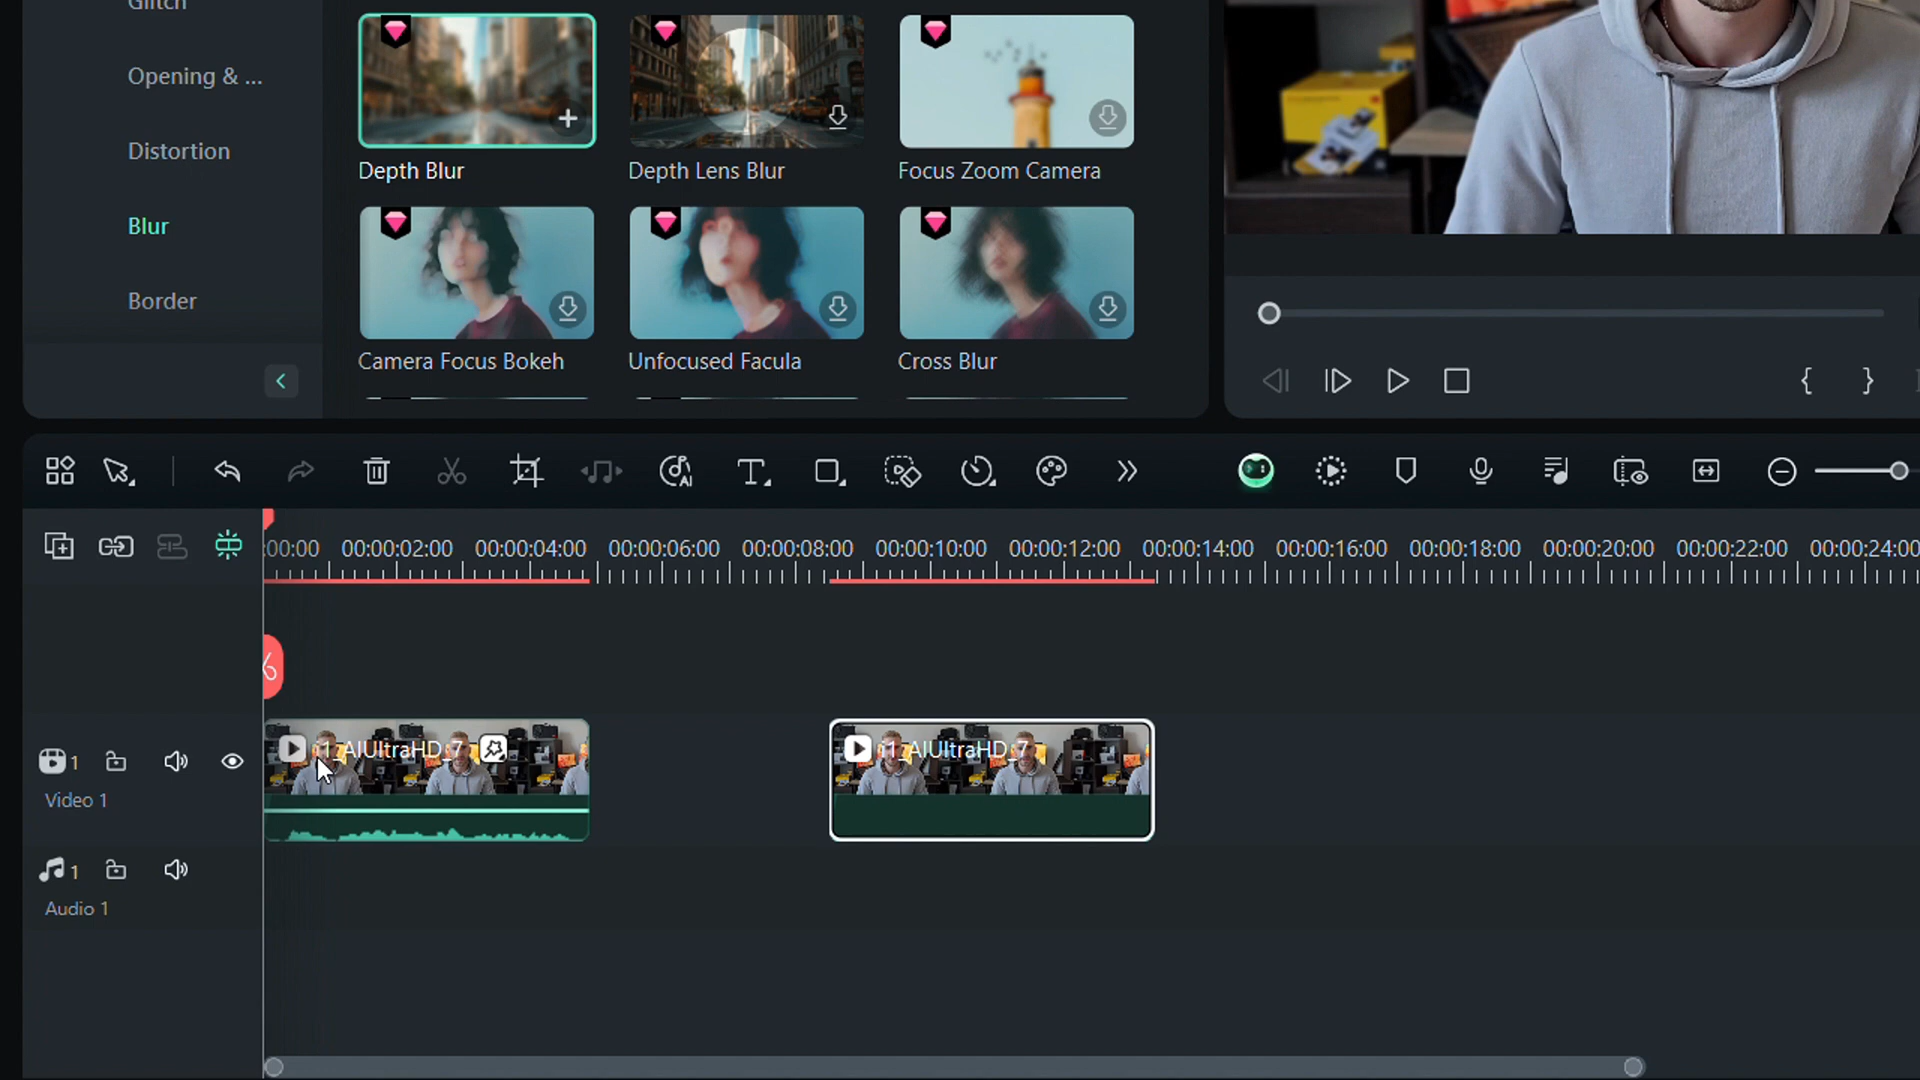 Glitch
Opening & ...
Distortion
Blur
Border
Depth Blur
Depth Lens Blur
Focus Zoom Camera
Camera Focus Bokeh
Unfocused Facula
Cross Blur
:00:00 00:00:02:00 00:00:04:00 00:00:06:00 00:00:08:00 00:00:10:00 00:00:12:00 00:00:14:00 00:00:16:00 00:00:18:00 00:00:20:00 00:00:22:00 00:00:24:00
1_AIUltraHD_7
i1_AIUltraHD_7
1
Video 1
1
Audio 1